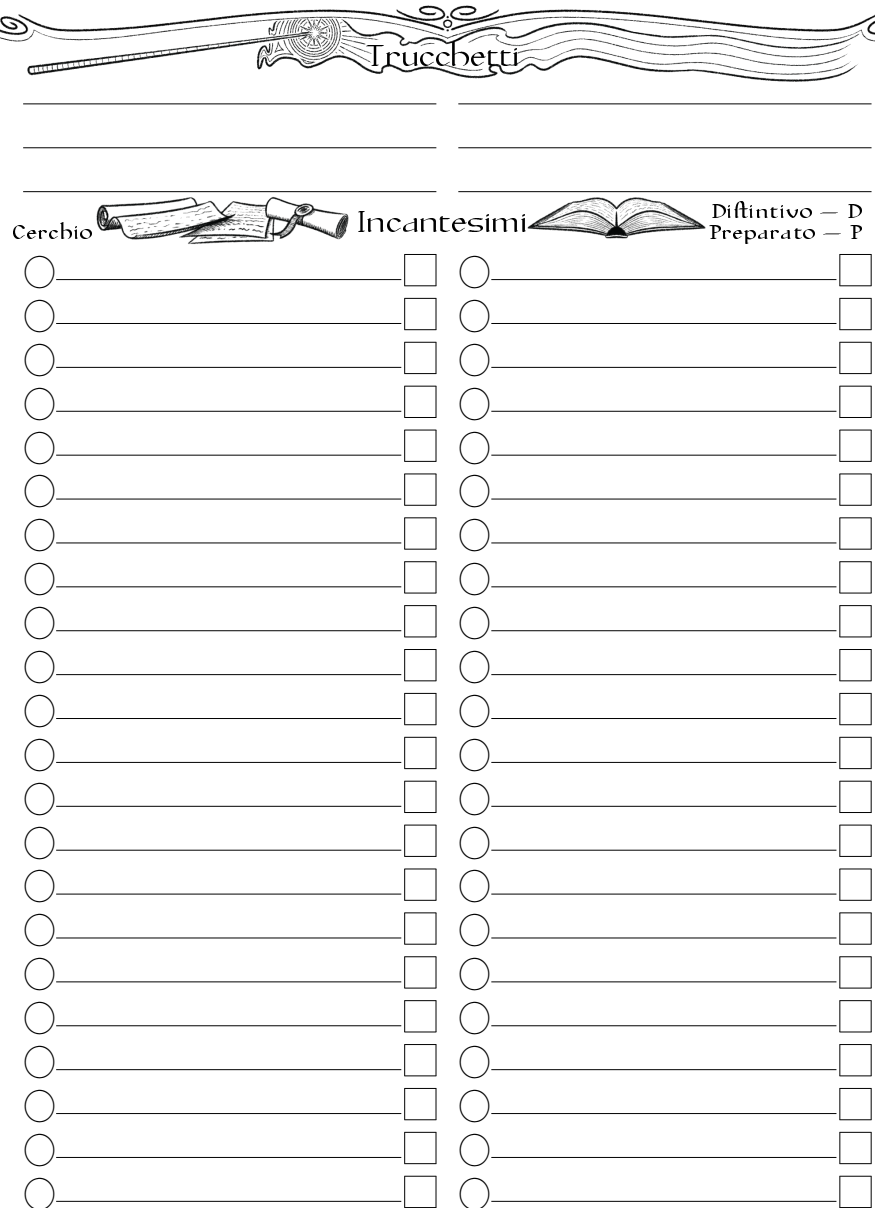 Trucchetti
Cerchio
Incantesimi
Diſtintivo — D
Preparato — P